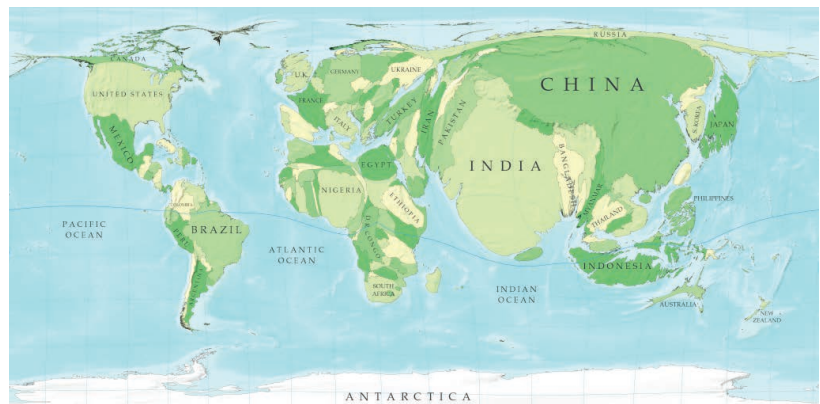 RUSSIA
CANADA
UNITED STATES
MEXICO
COLOMBIA
PERU
BRAZIL
ARGENTINA
PACIFIC
OCEAN
ATLANTIC
OCEAN
U.K.
GERMANY
UKRAINE
FRANCE
ITALY
TURKEY
IRAN
PAKISTAN
EGYPT
NIGERIA
ETHIOPIA
D.R. CONGO
SOUTH
AFRICA
CHINA
INDIA
BANGLADESH
MYANMAR
THAILAND
S. KOREA
JAPAN
PHILIPPINES
INDONESIA
INDIAN
OCEAN
AUSTRALIA
NEW
ZEALAND
ANTARCTICA